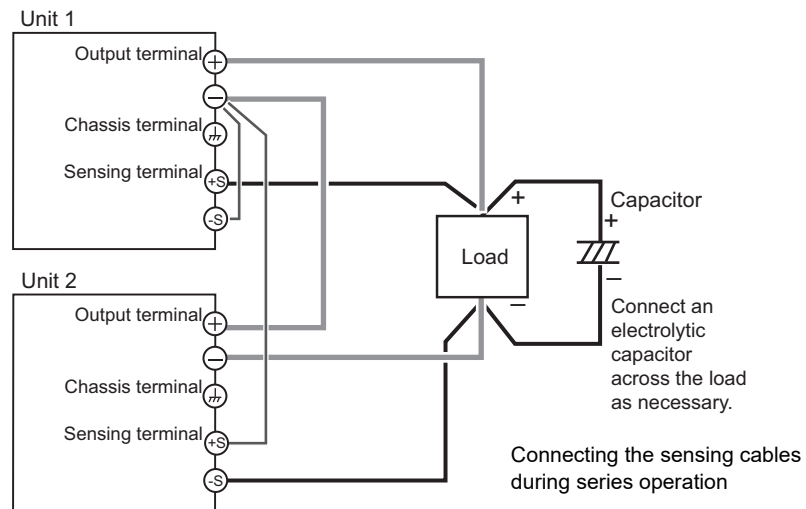 Unit 1
Output terminal
+
−
Chassis terminal
Sensing terminal
+S
-S
Unit 2
Output terminal
+
−
Chassis terminal
Sensing terminal
+S
-S
+
Load
−
Capacitor
+
−
Connect an
electrolytic
capacitor
across the load
as necessary.
Connecting the sensing cables
during series operation